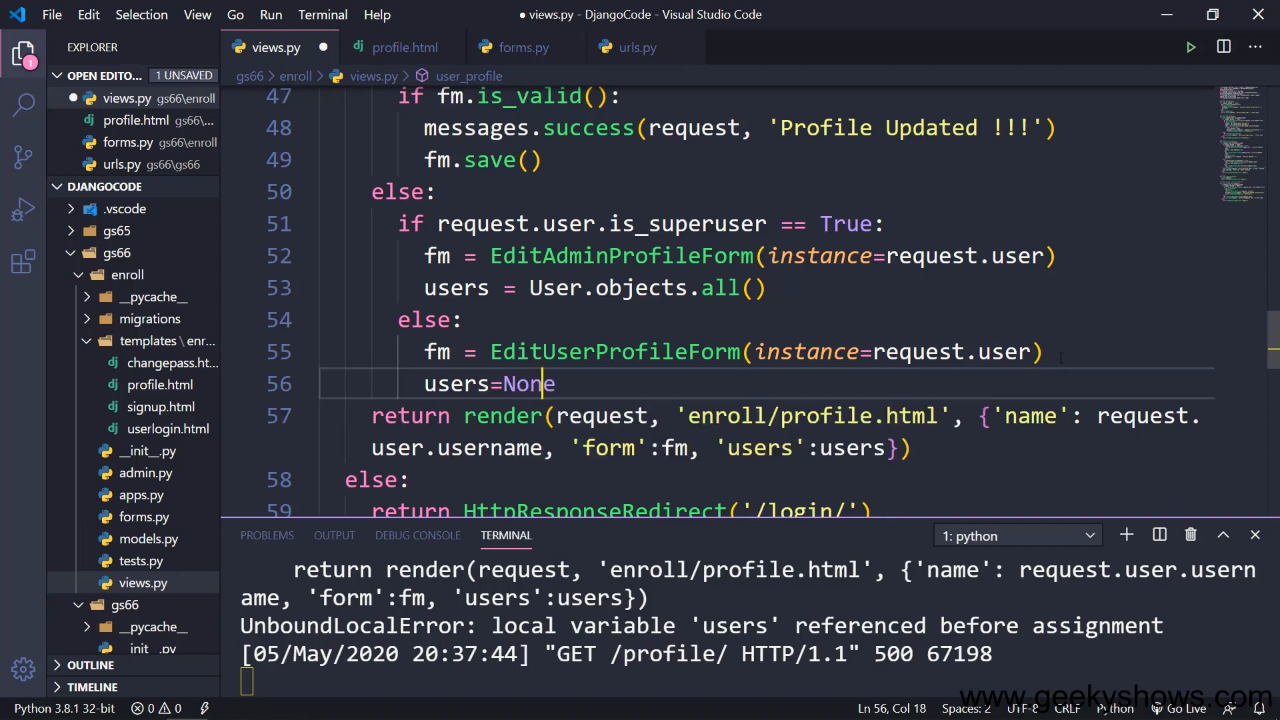 File Edit Selection View Go Run Terminal Help
● views.py - DjangoCode - Visual Studio Code
EXPLORER
OPEN EDITO... 1 UNSAVED
views.py gs66\enroll
profile.html gs66\...
forms.py gs66\enroll
urls.py gs66\gs66
DJANGOCODE
.vscode
gs65
gs66
enroll
__pycache__
migrations
templates \ enr...
changepass.ht...
profile.html
signup.html
userlogin.html
__init__.py
admin.py
apps.py
forms.py
models.py
tests.py
views.py
gs66
__pycache__
__init__.py
OUTLINE
TIMELINE
views.py profile.html forms.py urls.py
gs66 > enroll > views.py > user_profile
47 if fm.is_valid():
48 messages.success(request, 'Profile Updated !!!')
49 fm.save()
50 else:
51 if request.user.is_superuser == True:
52 fm = EditAdminProfileForm(instance=request.user)
53 users = User.objects.all()
54 else:
55 fm = EditUserProfileForm(instance=request.user)
56 users=None
57 return render(request, 'enroll/profile.html', {'name': request.
user.username, 'form':fm, 'users':users})
58 else:
59 return HttpResponseRedirect('/login/')
PROBLEMS OUTPUT DEBUG CONSOLE TERMINAL 1: python
return render(request, 'enroll/profile.html', {'name': request.user.usern
ame, 'form':fm, 'users':users})
UnboundLocalError: local variable 'users' referenced before assignment
[05/May/2020 20:37:44] "GET /profile/ HTTP/1.1" 500 67198
www.geekyshows.com
Python 3.8.1 32-bit 0 0 Ln 56, Col 18 Spaces: 2 UTF-8 CRLF Python Go Live